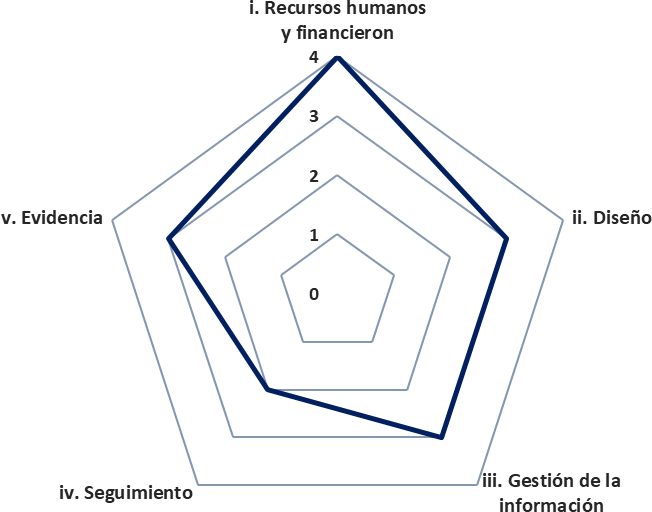 i. Recursos humanos
y financieron
4
3
2
1
0
v. Evidencia
ii. Diseño
iv. Seguimiento
iii. Gestión de la
información